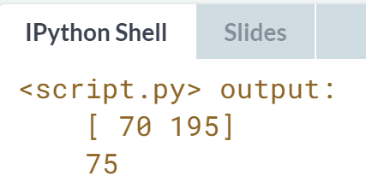 IPython Shell Slides
<script.py> output:
[ 70 195]
75